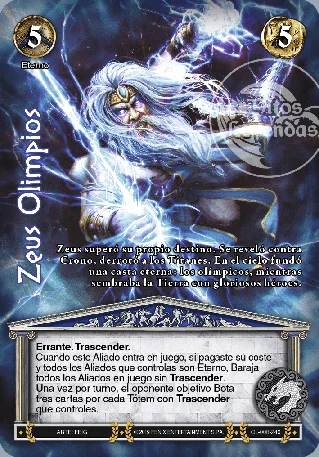 5
5
Eterno
Mitos
Leyendas
Zeus Olímpios
Zeus superó su propio destino. Se reveló contra
Crono, derrotó a los Titanes. En el cielo fundó
una casta eterna: los olímpicos, mientras
sembraba la Tierra con gloriosos héroes.
Errante. Trascender.
Cuando este Aliado entra en juego, si pagaste su coste
y todos los Aliados que controlas son Eterno, Baraja
todos los Aliados en juego sin Trascender.
Una vez por turno, el oponente objetivo Bota
tres cartas por cada Tótem con Trascender
que controles.